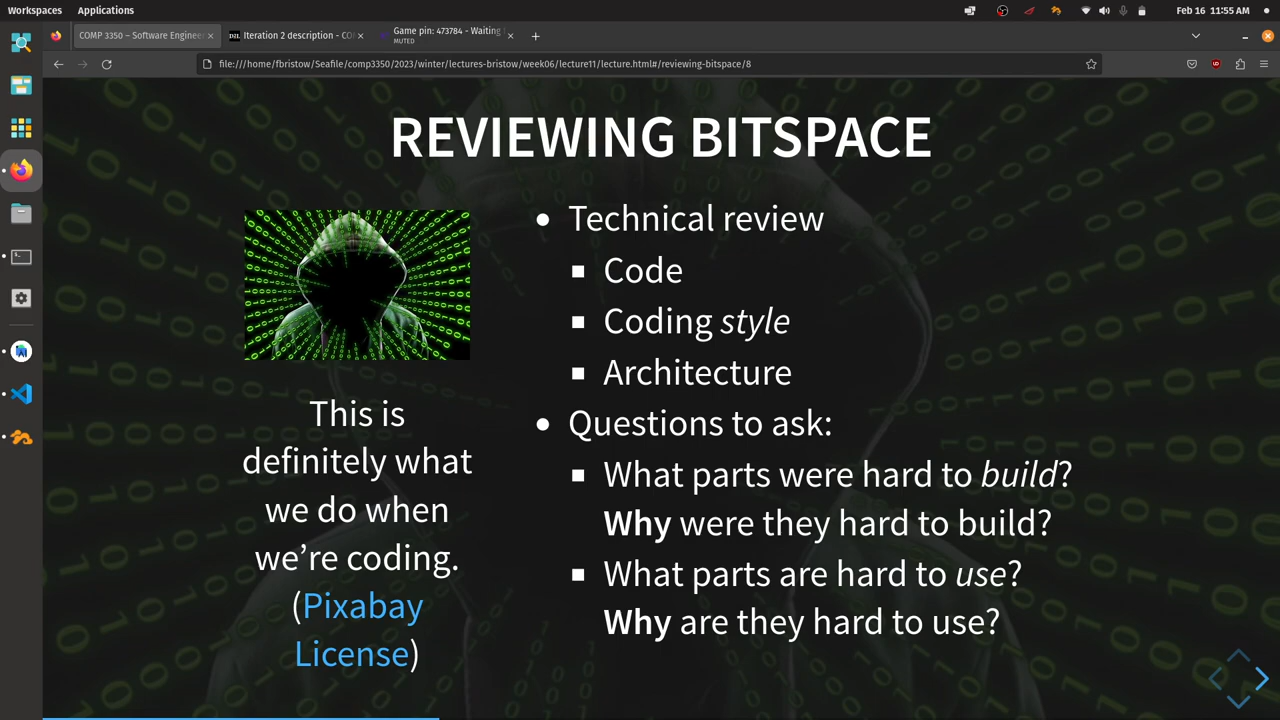 Workspaces Applications Feb 16 11:55 AM
COMP 3350 – Software Enginee Iteration 2 description - CO Game pin: 473784 - Waiting
MUTED
file:///home/fbristow/Seafile/comp3350/2023/winter/lectures-bristow/week06/lecture11/lecture.html#/reviewing-bitspace/8
REVIEWING BITSPACE
This is
definitely what
we do when
we’re coding.
(Pixabay
License)
• Technical review
▪ Code
▪ Coding style
▪ Architecture
• Questions to ask:
▪ What parts were hard to build?
Why were they hard to build?
▪ What parts are hard to use?
Why are they hard to use?